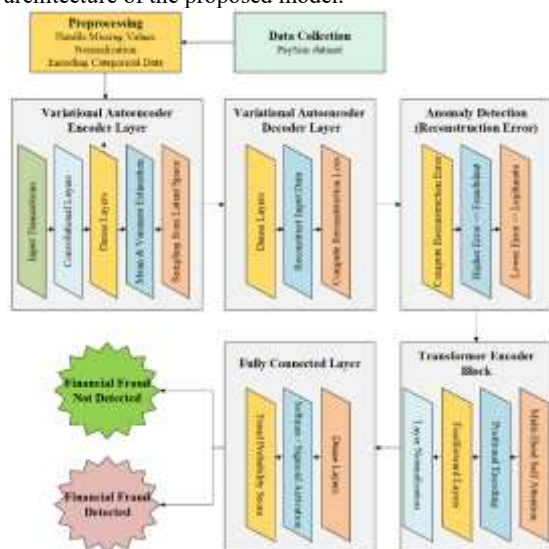 architecture of the proposed model.
Preprocessing
Handle Missing Values
Normalization
Encoding Categorical Data
Data Collection
PaySim dataset
Variational Autoencoder
Encoder Layer
Input Transactions
Convolutional Layers
Dense Layers
Mean & Variance Estimation
Sampling from Latent Space
Variational Autoencoder
Decoder Layer
Dense Layers
Reconstruct Input Data
Compute Reconstruction Loss
Anomaly Detection
(Reconstruction Error)
Compute Reconstruction Error
Higher Error → Fraudulent
Lower Error → Legitimate
Financial Fraud
Not Detected
Financial Fraud
Detected
Fully Connected Layer
Fraud Probability Score
Softmax / Sigmoid Activation
Dense Layers
Transformer Encoder
Block
Layer Normalization
Feedforward Layers
Positional Encoding
Multi-Head Self Attention